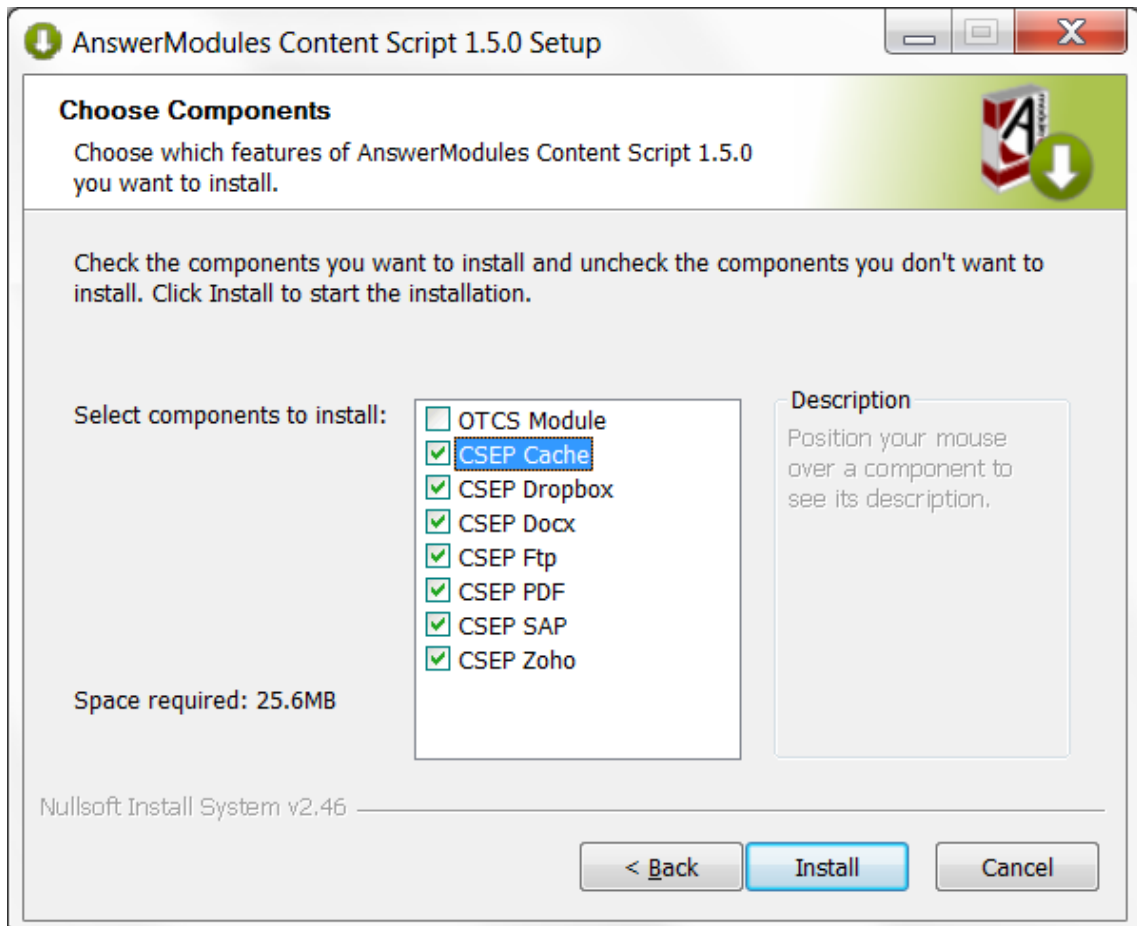 AnswerModules Content Script 1.5.0 Setup
Choose Components
Choose which features of AnswerModules Content Script 1.5.0
you want to install.
Check the components you want to install and uncheck the components you don't want to
install. Click Install to start the installation.
Select components to install:
OTCS Module
CSEP Cache
CSEP Dropbox
CSEP Docx
CSEP Ftp
CSEP PDF
CSEP SAP
CSEP Zoho
Description
Position your mouse
over a component to
see its description.
Space required: 25.6MB
Nullsoft Install System v2.46
< Back
Install
Cancel